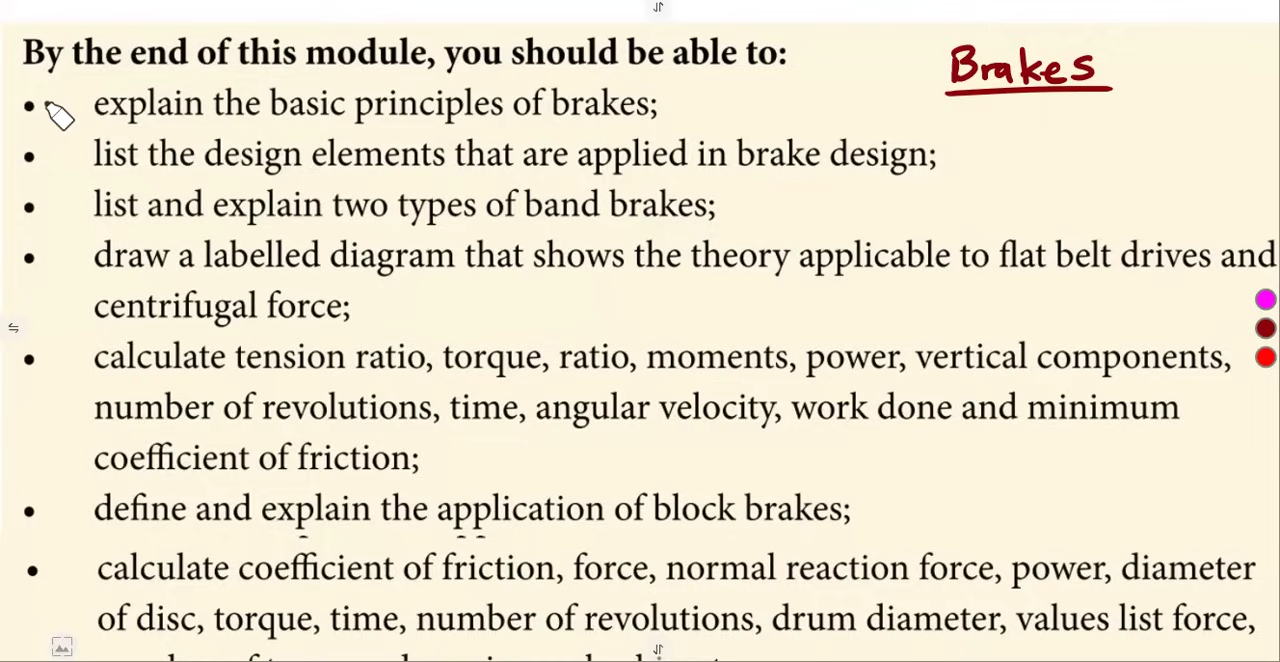 By the end of this module, you should be able to:
Brakes
• explain the basic principles of brakes;
• list the design elements that are applied in brake design;
• list and explain two types of band brakes;
• draw a labelled diagram that shows the theory applicable to flat belt drives and
centrifugal force;
• calculate tension ratio, torque, ratio, moments, power, vertical components,
number of revolutions, time, angular velocity, work done and minimum
coefficient of friction;
• define and explain the application of block brakes;
• calculate coefficient of friction, force, normal reaction force, power, diameter
of disc, torque, time, number of revolutions, drum diameter, values list force,